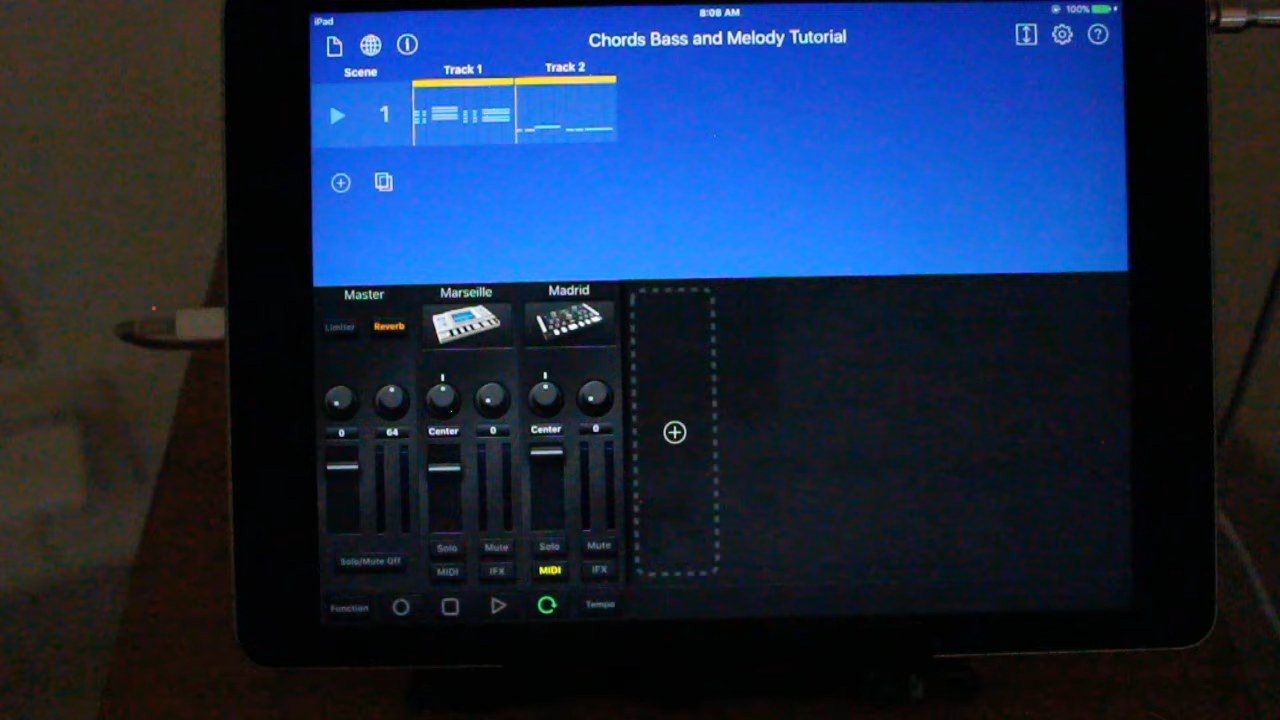 iPad 8:08 AM 100%
Chords Bass and Melody Tutorial
Scene Track 1 Track 2
1
Master Marseille Madrid
Limiter Reverb
0 64 Center 0 Center 0
Solo Mute Solo Mute
Solo/Mute Off MIDI IFX MIDI IFX
Function Tempo